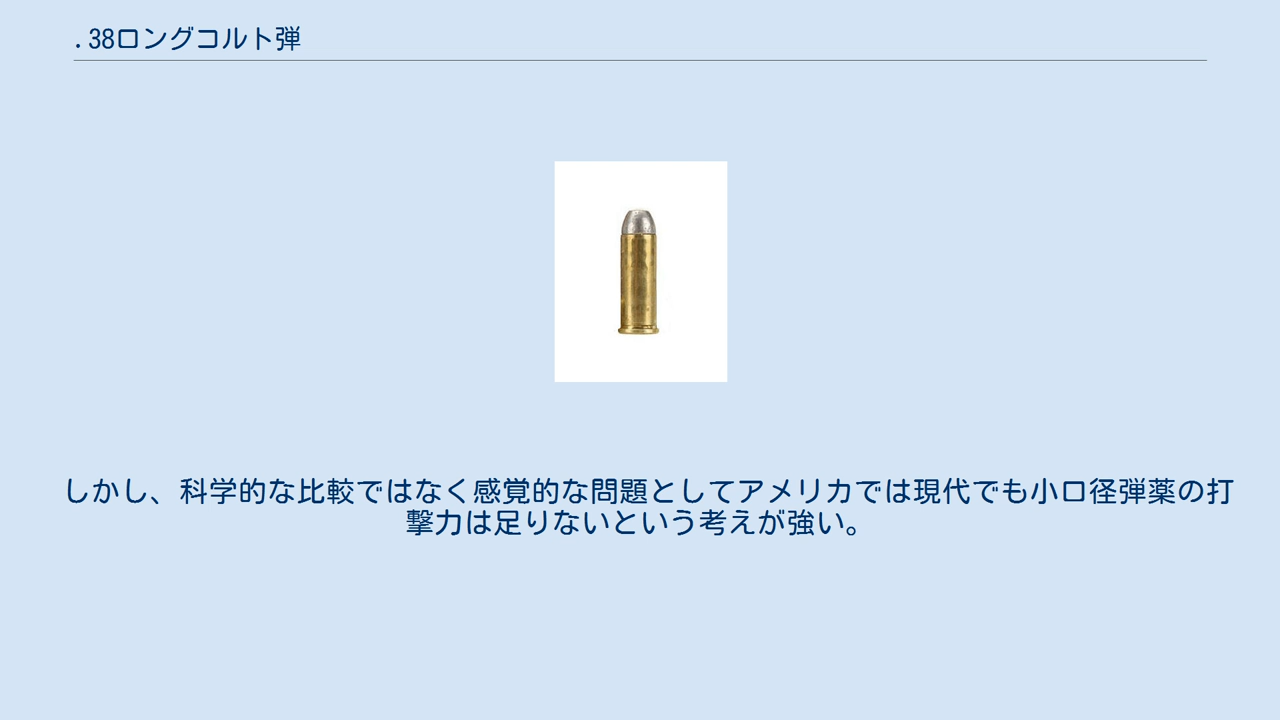 .38ロングコルト弾
しかし、科学的な比較ではなく感覚的な問題としてアメリカでは現代でも小口径弾薬の打
撃力は足りないという考えが強い。